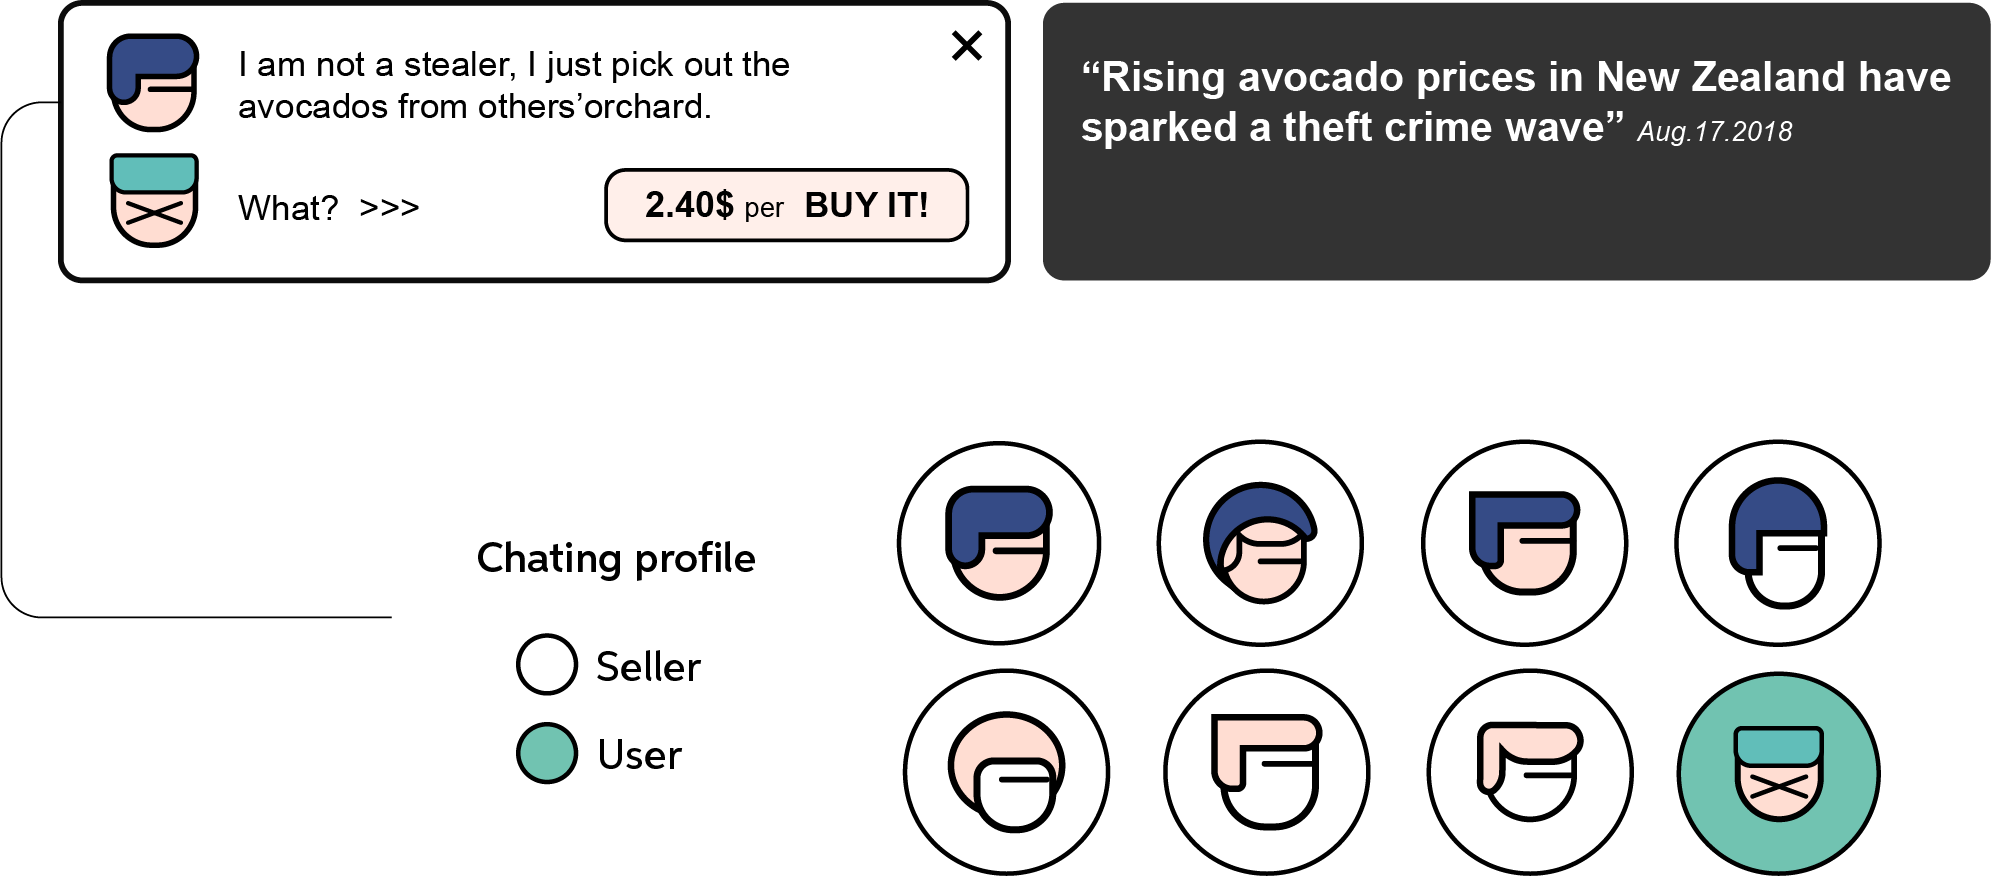 I am not a stealer, I just pick out the
avocados from others’orchard.
What? >>>
2.40$ per BUY IT!
“Rising avocado prices in New Zealand have
sparked a theft crime wave” Aug.17.2018
Chating profile
Seller
User